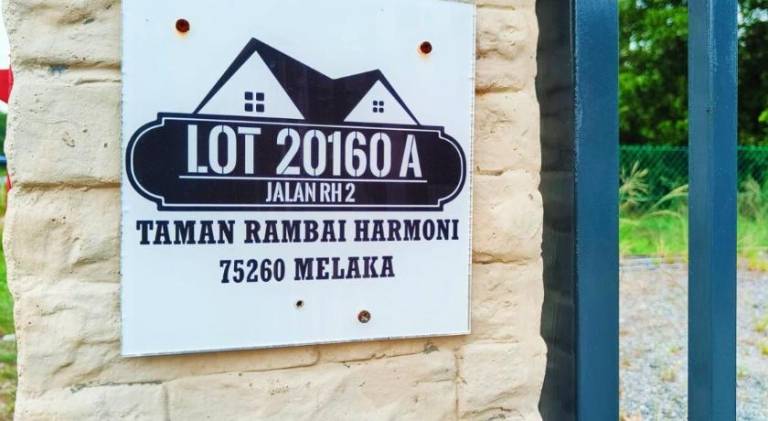 LOT 20160 A
JALAN RH 2
TAMAN RAMBAI HARMONI
75260 MELAKA